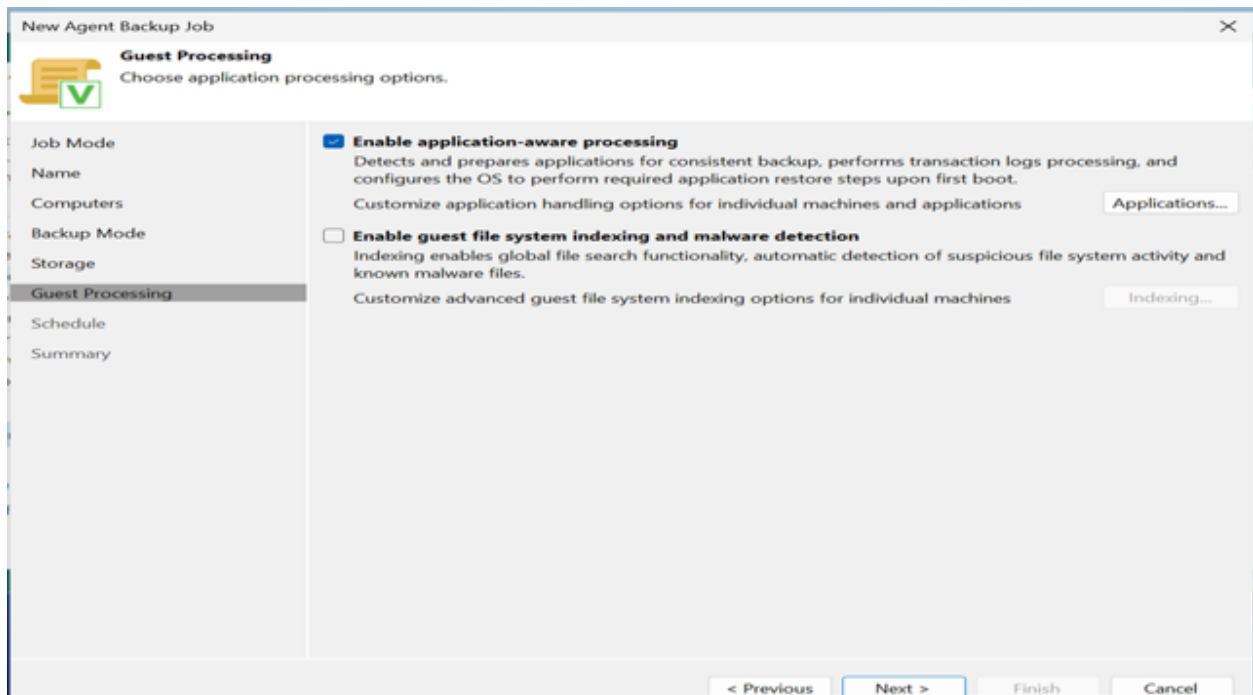 New Agent Backup Job
Guest Processing
Choose application processing options.
Job Mode
Name
Computers
Backup Mode
Storage
Guest Processing
Schedule
Summary
Enable application-aware processing
Detects and prepares applications for consistent backup, performs transaction logs processing, and
configures the OS to perform required application restore steps upon first boot.
Customize application handling options for individual machines and applications
Applications...
Enable guest file system indexing and malware detection
Indexing enables global file search functionality, automatic detection of suspicious file system activity and
known malware files.
Customize advanced guest file system indexing options for individual machines
Indexing...
< Previous
Next >
Finish
Cancel